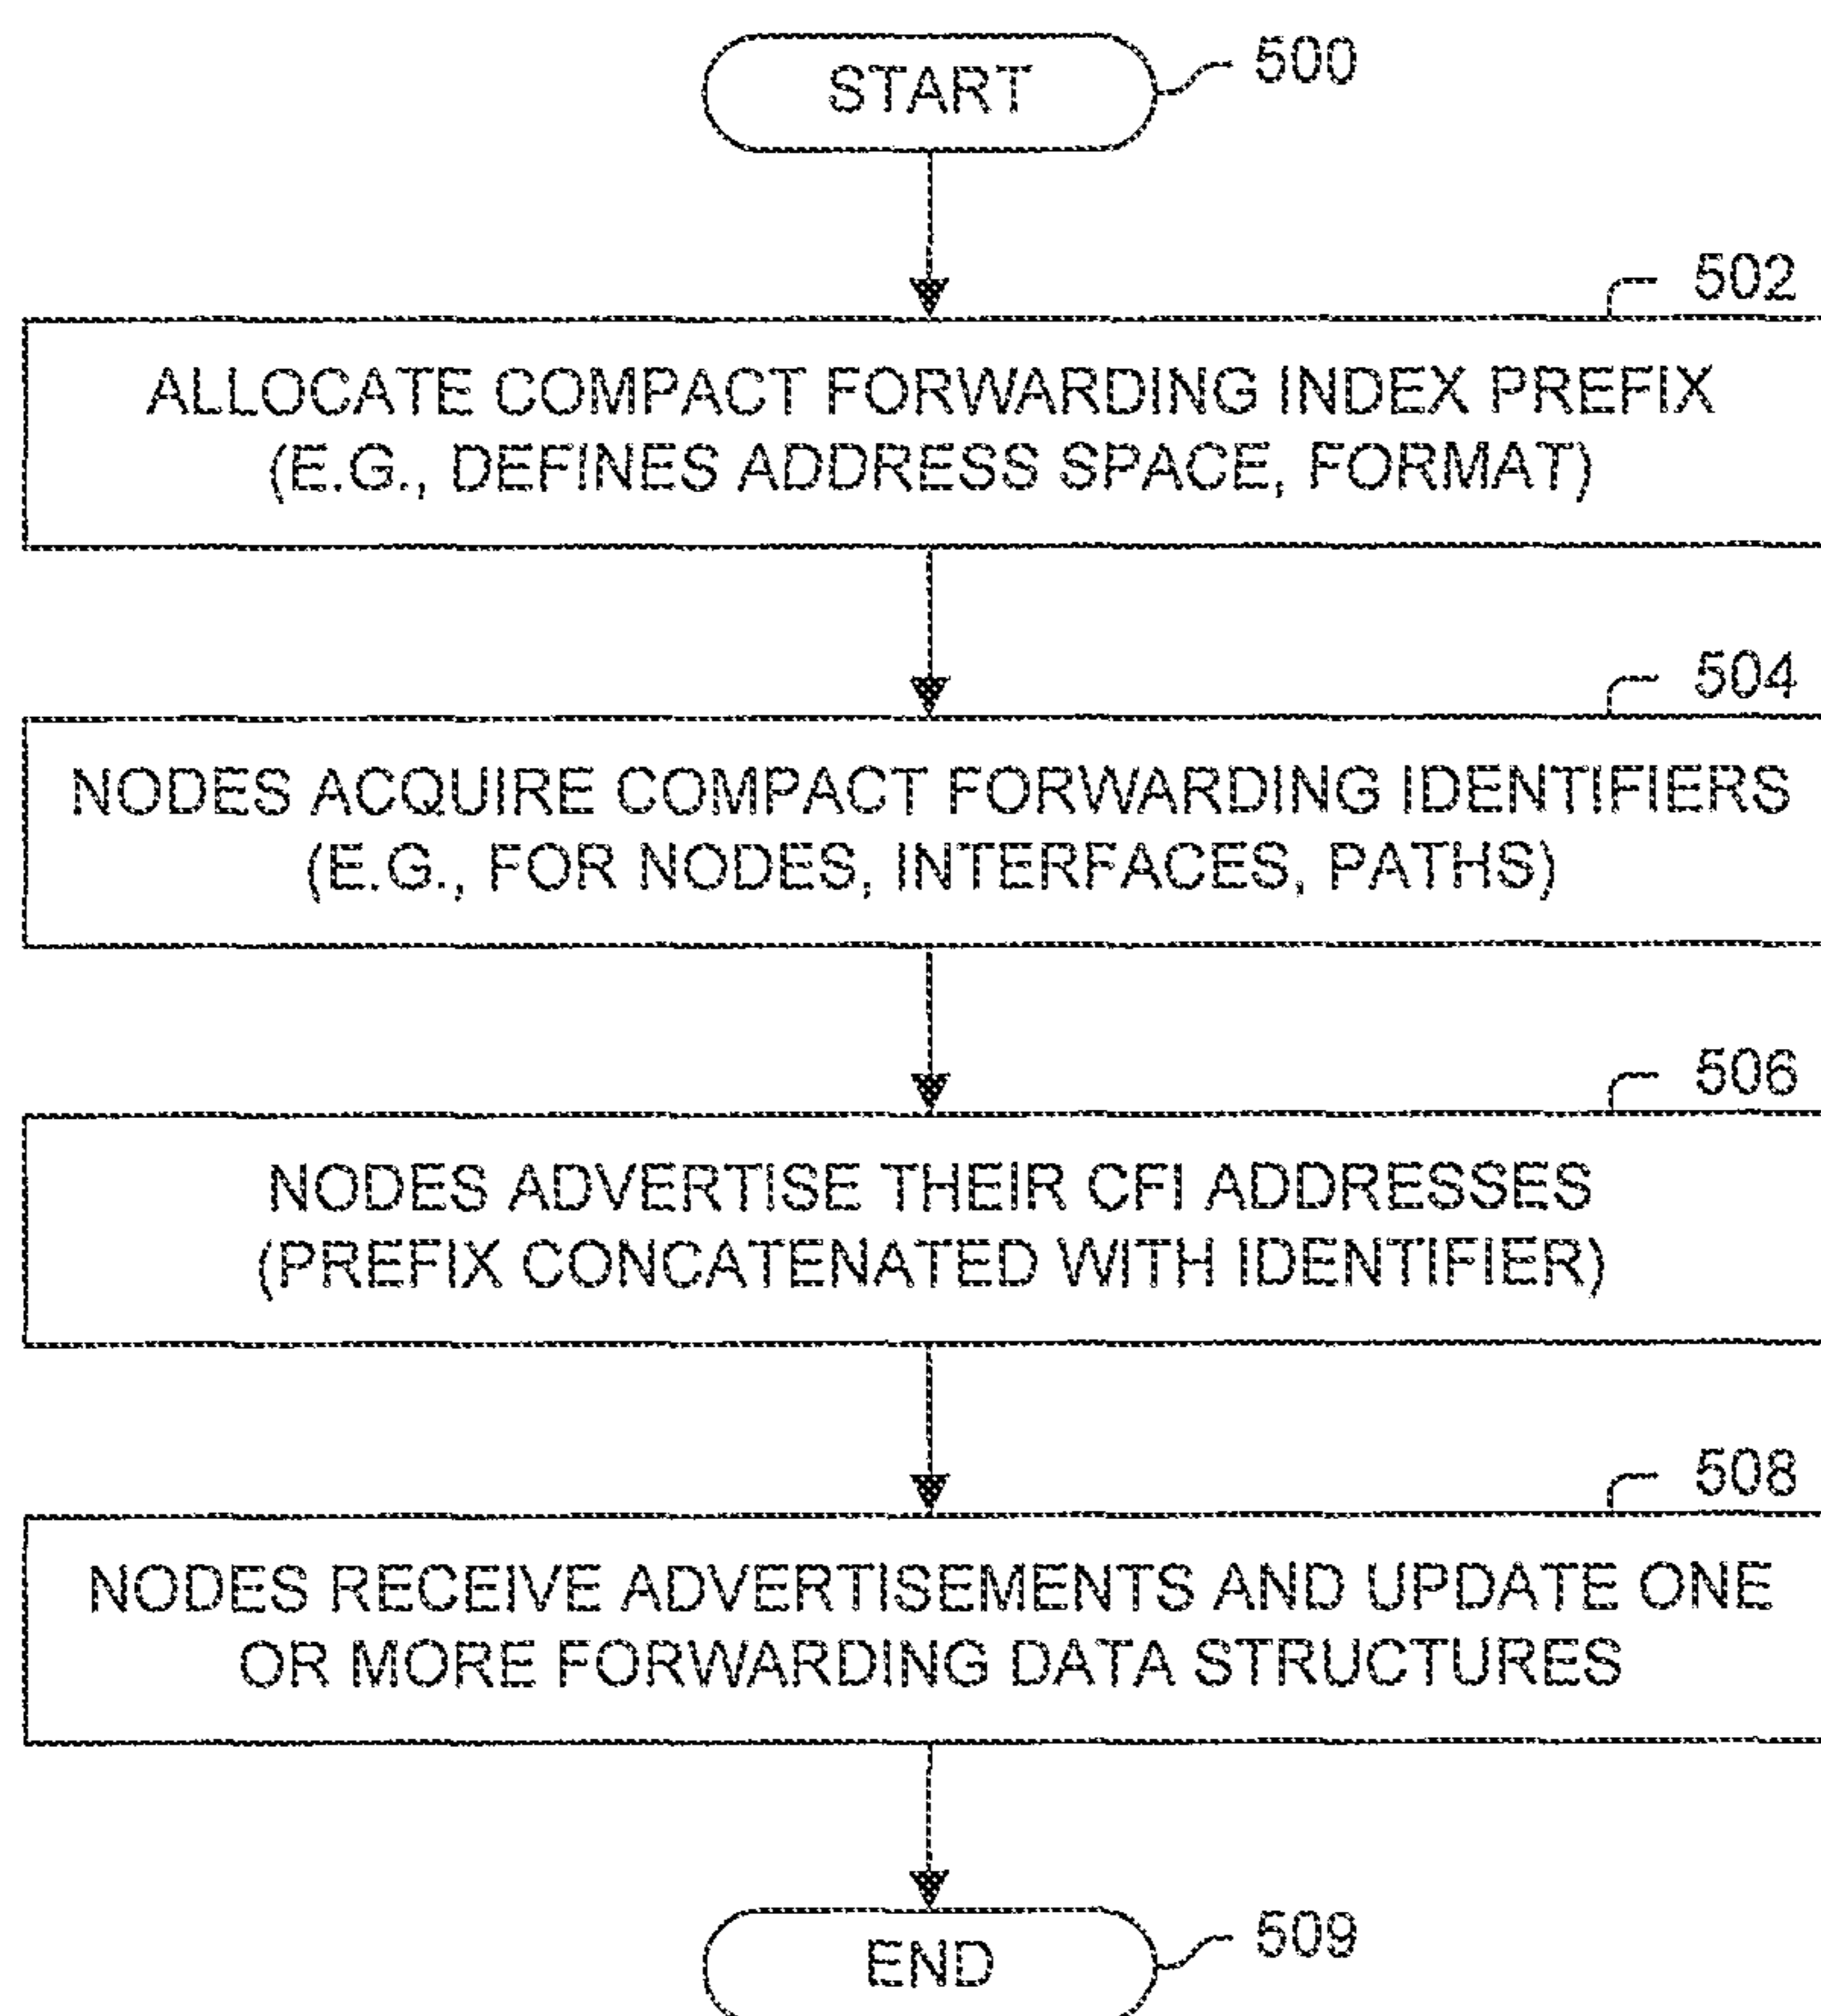 START
500
502
ALLOCATE COMPACT FORWARDING INDEX PREFIX
(E.G., DEFINES ADDRESS SPACE, FORMAT)
504
NODES ACQUIRE COMPACT FORWARDING IDENTIFIERS
(E.G., FOR NODES, INTERFACES, PATHS)
506
NODES ADVERTISE THEIR CFI ADDRESSES
(PREFIX CONCATENATED WITH IDENTIFIER)
508
NODES RECEIVE ADVERTISEMENTS AND UPDATE ONE
OR MORE FORWARDING DATA STRUCTURES
END
509